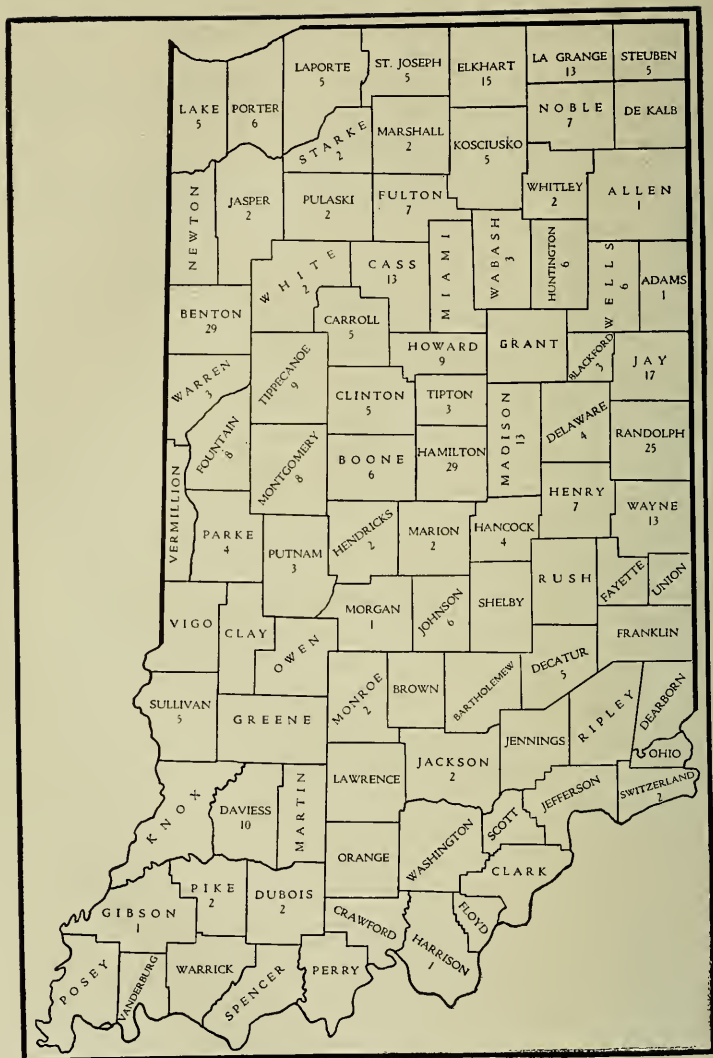 LAPORTE
5
ST. JOSEPH
5
ELKHART
15
LA GRANGE
13
STEUBEN
5
LAKE
5
PORTER
6
STARKE
2
MARSHALL
2
KOSCIUSKO
5
NOBLE
7
DE KALB
NEWTON
JASPER
2
PULASKI
2
FULTON
7
WHITLEY
2
ALLEN
1
WHITE
2
CASS
13
MIAMI
WABASH
3
HUNTINGTON
6
WELLS
6
ADAMS
1
BENTON
29
CARROLL
5
HOWARD
9
GRANT
BLACKFORD
3
JAY
17
WARREN
3
TIPPECANOE
9
CLINTON
5
TIPTON
3
MADISON
13
DELAWARE
4
RANDOLPH
25
FOUNTAIN
8
MONTGOMERY
8
BOONE
6
HAMILTON
29
HENRY
7
WAYNE
13
VERMILLION
PARKE
4
PUTNAM
3
HENDRICKS
2
MARION
2
HANCOCK
4
RUSH
FAYETTE
UNION
VIGO
CLAY
OWEN
MORGAN
1
JOHNSON
6
SHELBY
FRANKLIN
SULLIVAN
5
GREENE
MONROE
2
BROWN
BARTHOLEMEW
DECATUR
5
RIPLEY
DEARBORN
OHIO
KNOX
DAVIESS
10
MARTIN
LAWRENCE
JACKSON
2
JENNINGS
JEFFERSON
SWITZERLAND
2
ORANGE
WASHINGTON
SCOTT
CLARK
GIBSON
1
PIKE
2
DUBOIS
2
CRAWFORD
HARRISON
1
FLOYD
POSEY
VANDERBURG
WARRICK
SPENCER
PERRY